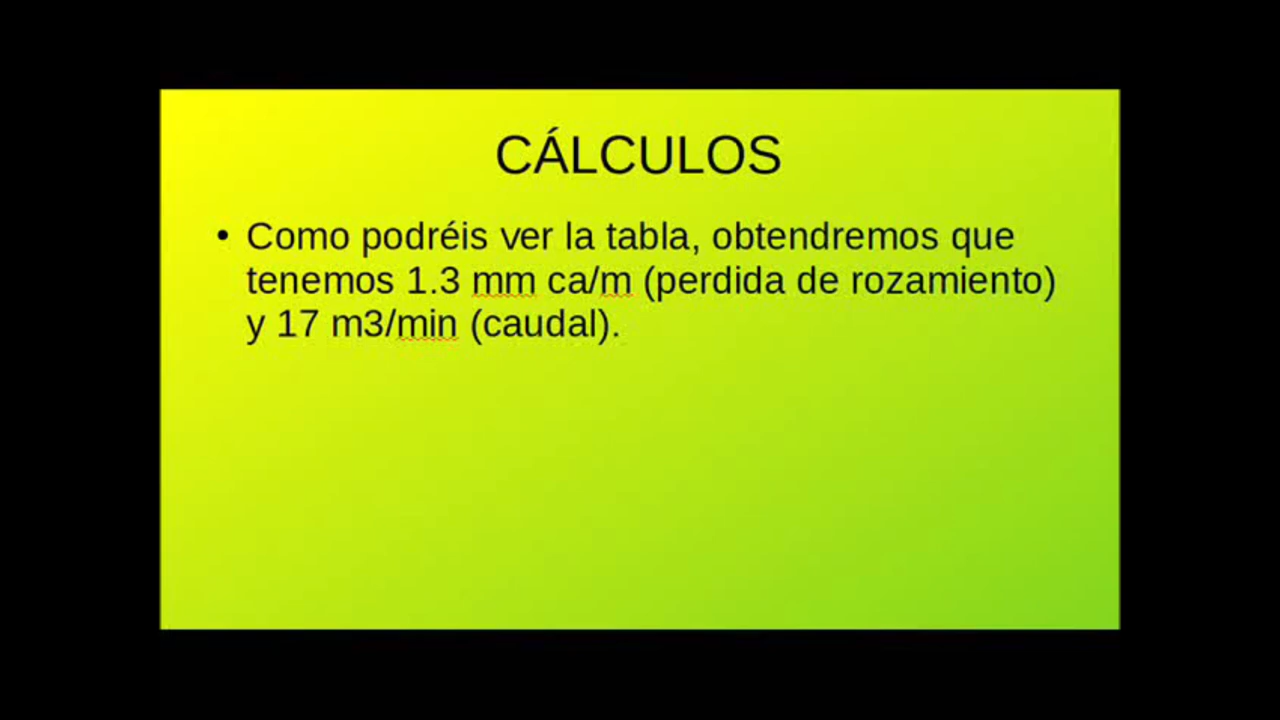 CÁLCULOS
• Como podréis ver la tabla, obtendremos que
tenemos 1.3 mm ca/m (perdida de rozamiento)
y 17 m3/min (caudal).